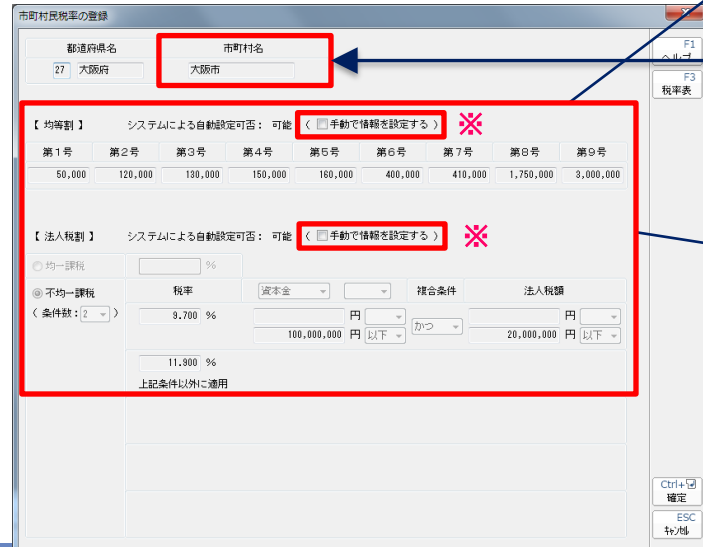 市町村民税率の登録
都道府県名 市町村名
27 大阪府 大阪市
F1
ヘルプ
F3
税率表
【 均等割 】 システムによる自動設定可否： 可能 （ 手動で情報を設定する ） ※
第1号 第2号 第3号 第4号 第5号 第6号 第7号 第8号 第9号
50,000 120,000 130,000 150,000 160,000 400,000 410,000 1,750,000 3,000,000
【 法人税割 】 システムによる自動設定可否： 可能 （ 手動で情報を設定する ） ※
均一課税 %
不均一課税 税率 資本金 複合条件 法人税額
（ 条件数：2 ） 9.700 % 円 かつ 円
100,000,000 円 以下 20,000,000 円 以下
11.900 %
上記条件以外に適用
Ctrl+
確定
ESC
キャンセル